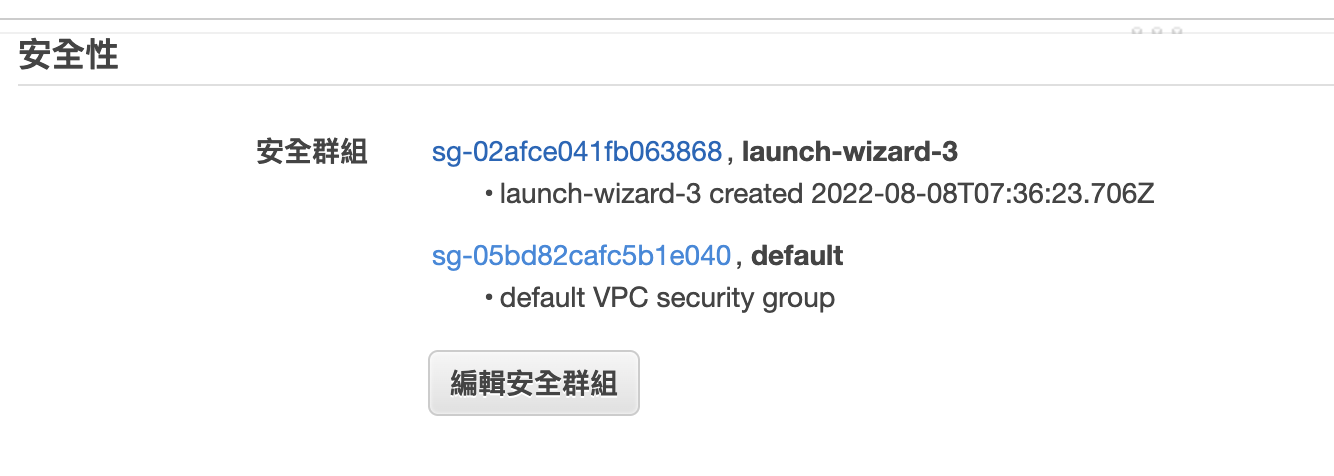 安全性
安全群組 sg-02afce041fb063868 , launch-wizard-3
• launch-wizard-3 created 2022-08-08T07:36:23.706Z
sg-05bd82cafc5b1e040 , default
• default VPC security group
編輯安全群組